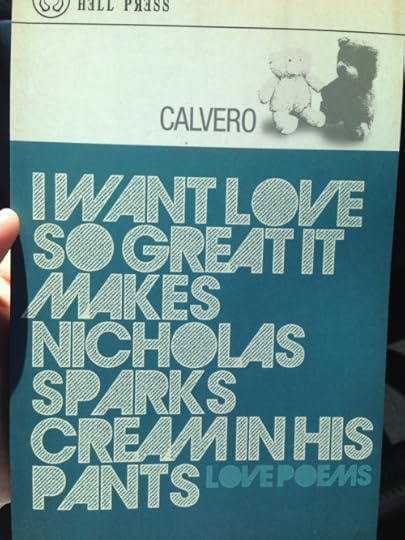 HELL PRESS
CALVERO
I WANT LOVE
SO GREAT IT
MAKES
NICHOLAS
SPARKS
CREAM IN HIS
PANTS LOVE POEMS